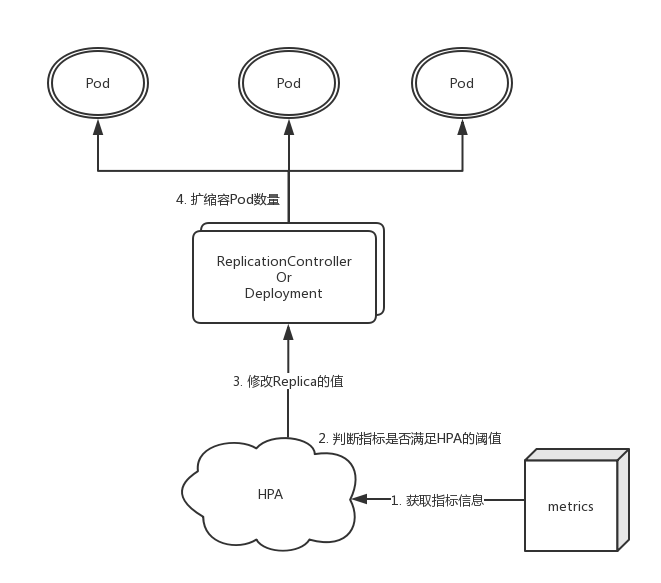 Pod
Pod
Pod
4. 扩缩容Pod数量
ReplicationController
Or
Deployment
3. 修改Replica的值
2. 判断指标是否满足HPA的阈值
HPA
1. 获取指标信息
metrics